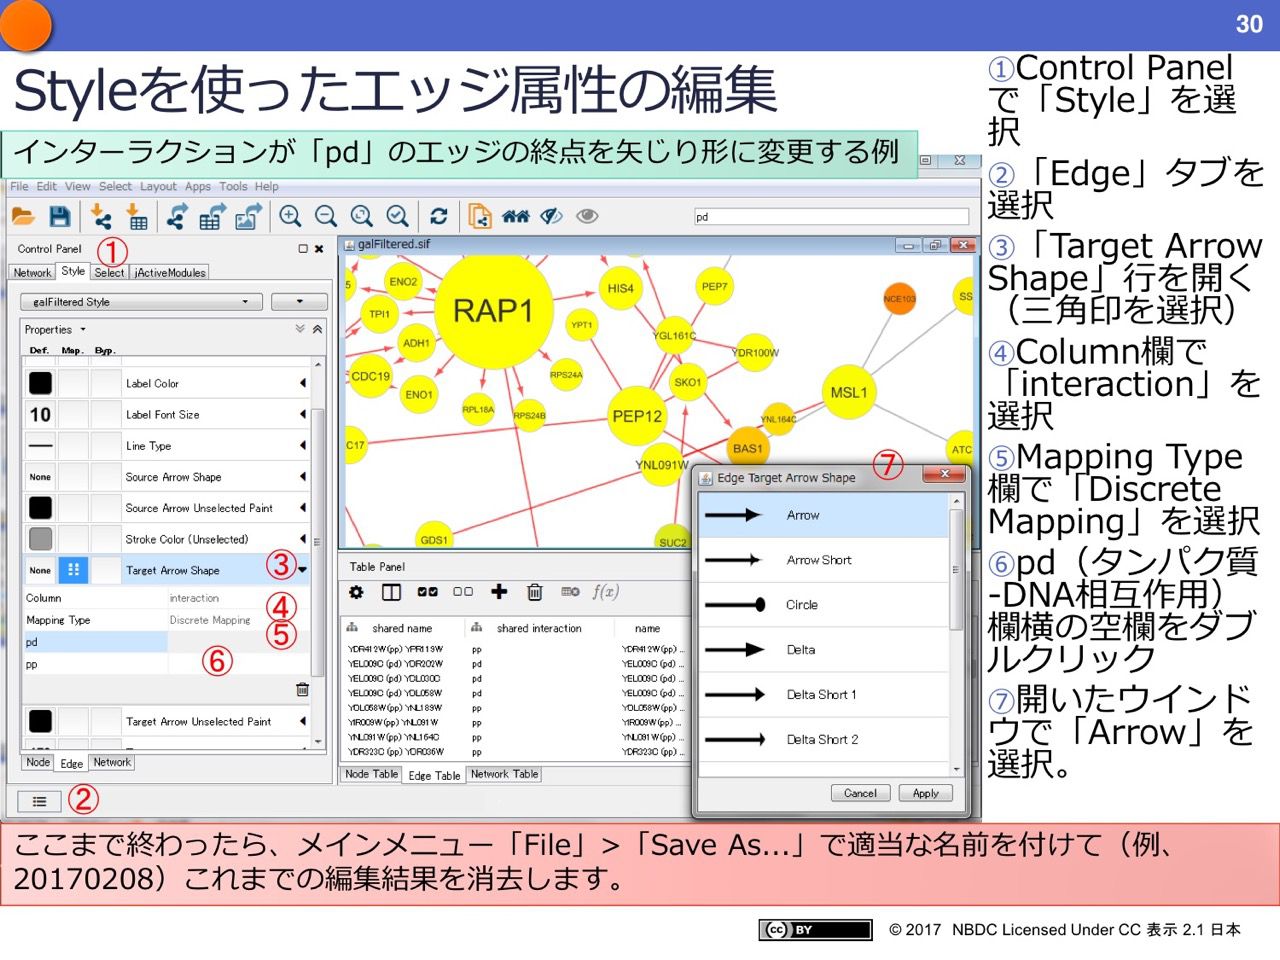 30
Styleを使ったエッジ属性の編集
インターラクションが「pd」のエッジの終点を矢じり形に変更する例
File Edit View Select Layout Apps Tools Help
pd
Control Panel
①
Network Style Select jActiveModules
galFiltered Style
Properties
Def. Map. Byp.
Label Color
10 Label Font Size
Line Type
None Source Arrow Shape
Source Arrow Unselected Paint
Stroke Color (Unselected)
None Target Arrow Shape ③
Column interaction ④
Mapping Type Discrete Mapping ⑤
pd
pp ⑥
Target Arrow Unselected Paint
Node Edge Network
②
galFiltered.sif
ENO2
RAP1
HIS4
PEP7
NCE103
SS
5
TPI1
YPT1
YGL161C
ADH1
YDR100W
CDC19
RPS24A
SKO1
ENO1
MSL1
RPL18A
RPS24B
PEP12
YNL164C
C17
BAS1
ATC
YNL091W
GDS1
SUC2
Table Panel
f(x)
shared name shared interaction name
YDR412W (pp) YPR119W pp YDR412W (pp) ...
YEL009C (pd) YDR202W pd YEL009C (pd) ...
YEL009C (pd) YOL030C pd YEL009C (pd) ...
YEL009C (pd) YOL058W pd YEL009C (pd) ...
YOL058W (pp) YNL189W pp YOL058W (pp) ...
YIR009W (pp) YNL091W pp YIR009W (pp) ...
YNL091W (pp) YNL164C pp YNL091W (pp) ...
YDR323C (pp) YOR036W pp YDR323C (pp) ...
Node Table Edge Table Network Table
⑦
Edge Target Arrow Shape
Arrow
Arrow Short
Circle
Delta
Delta Short 1
Delta Short 2
Cancel Apply
①Control Panel
で「Style」を選
択
②「Edge」タブを
選択
③「Target Arrow
Shape」行を開く
（三角印を選択）
④Column欄で
「interaction」を
選択
⑤Mapping Type
欄で「Discrete
Mapping」を選択
⑥pd（タンパク質
-DNA相互作用）
欄横の空欄をダブ
ルクリック
⑦開いたウインド
ウで「Arrow」を
選択。
ここまで終わったら、メインメニュー「File」>「Save As...」で適当な名前を付けて（例、
20170208）これまでの編集結果を消去します。
cc BY
© 2017 NBDC Licensed Under CC 表示 2.1 日本